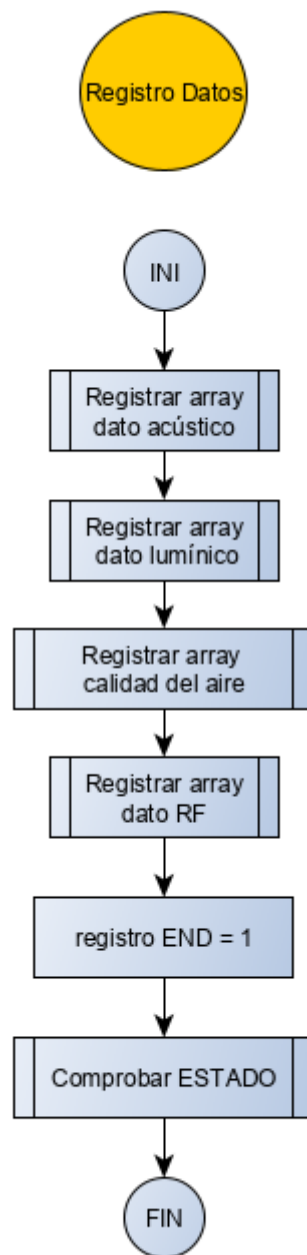 Registro Datos
INI
Registrar array
dato acústico
Registrar array
dato lumínico
Registrar array
calidad del aire
Registrar array
dato RF
registro END = 1
Comprobar ESTADO
FIN